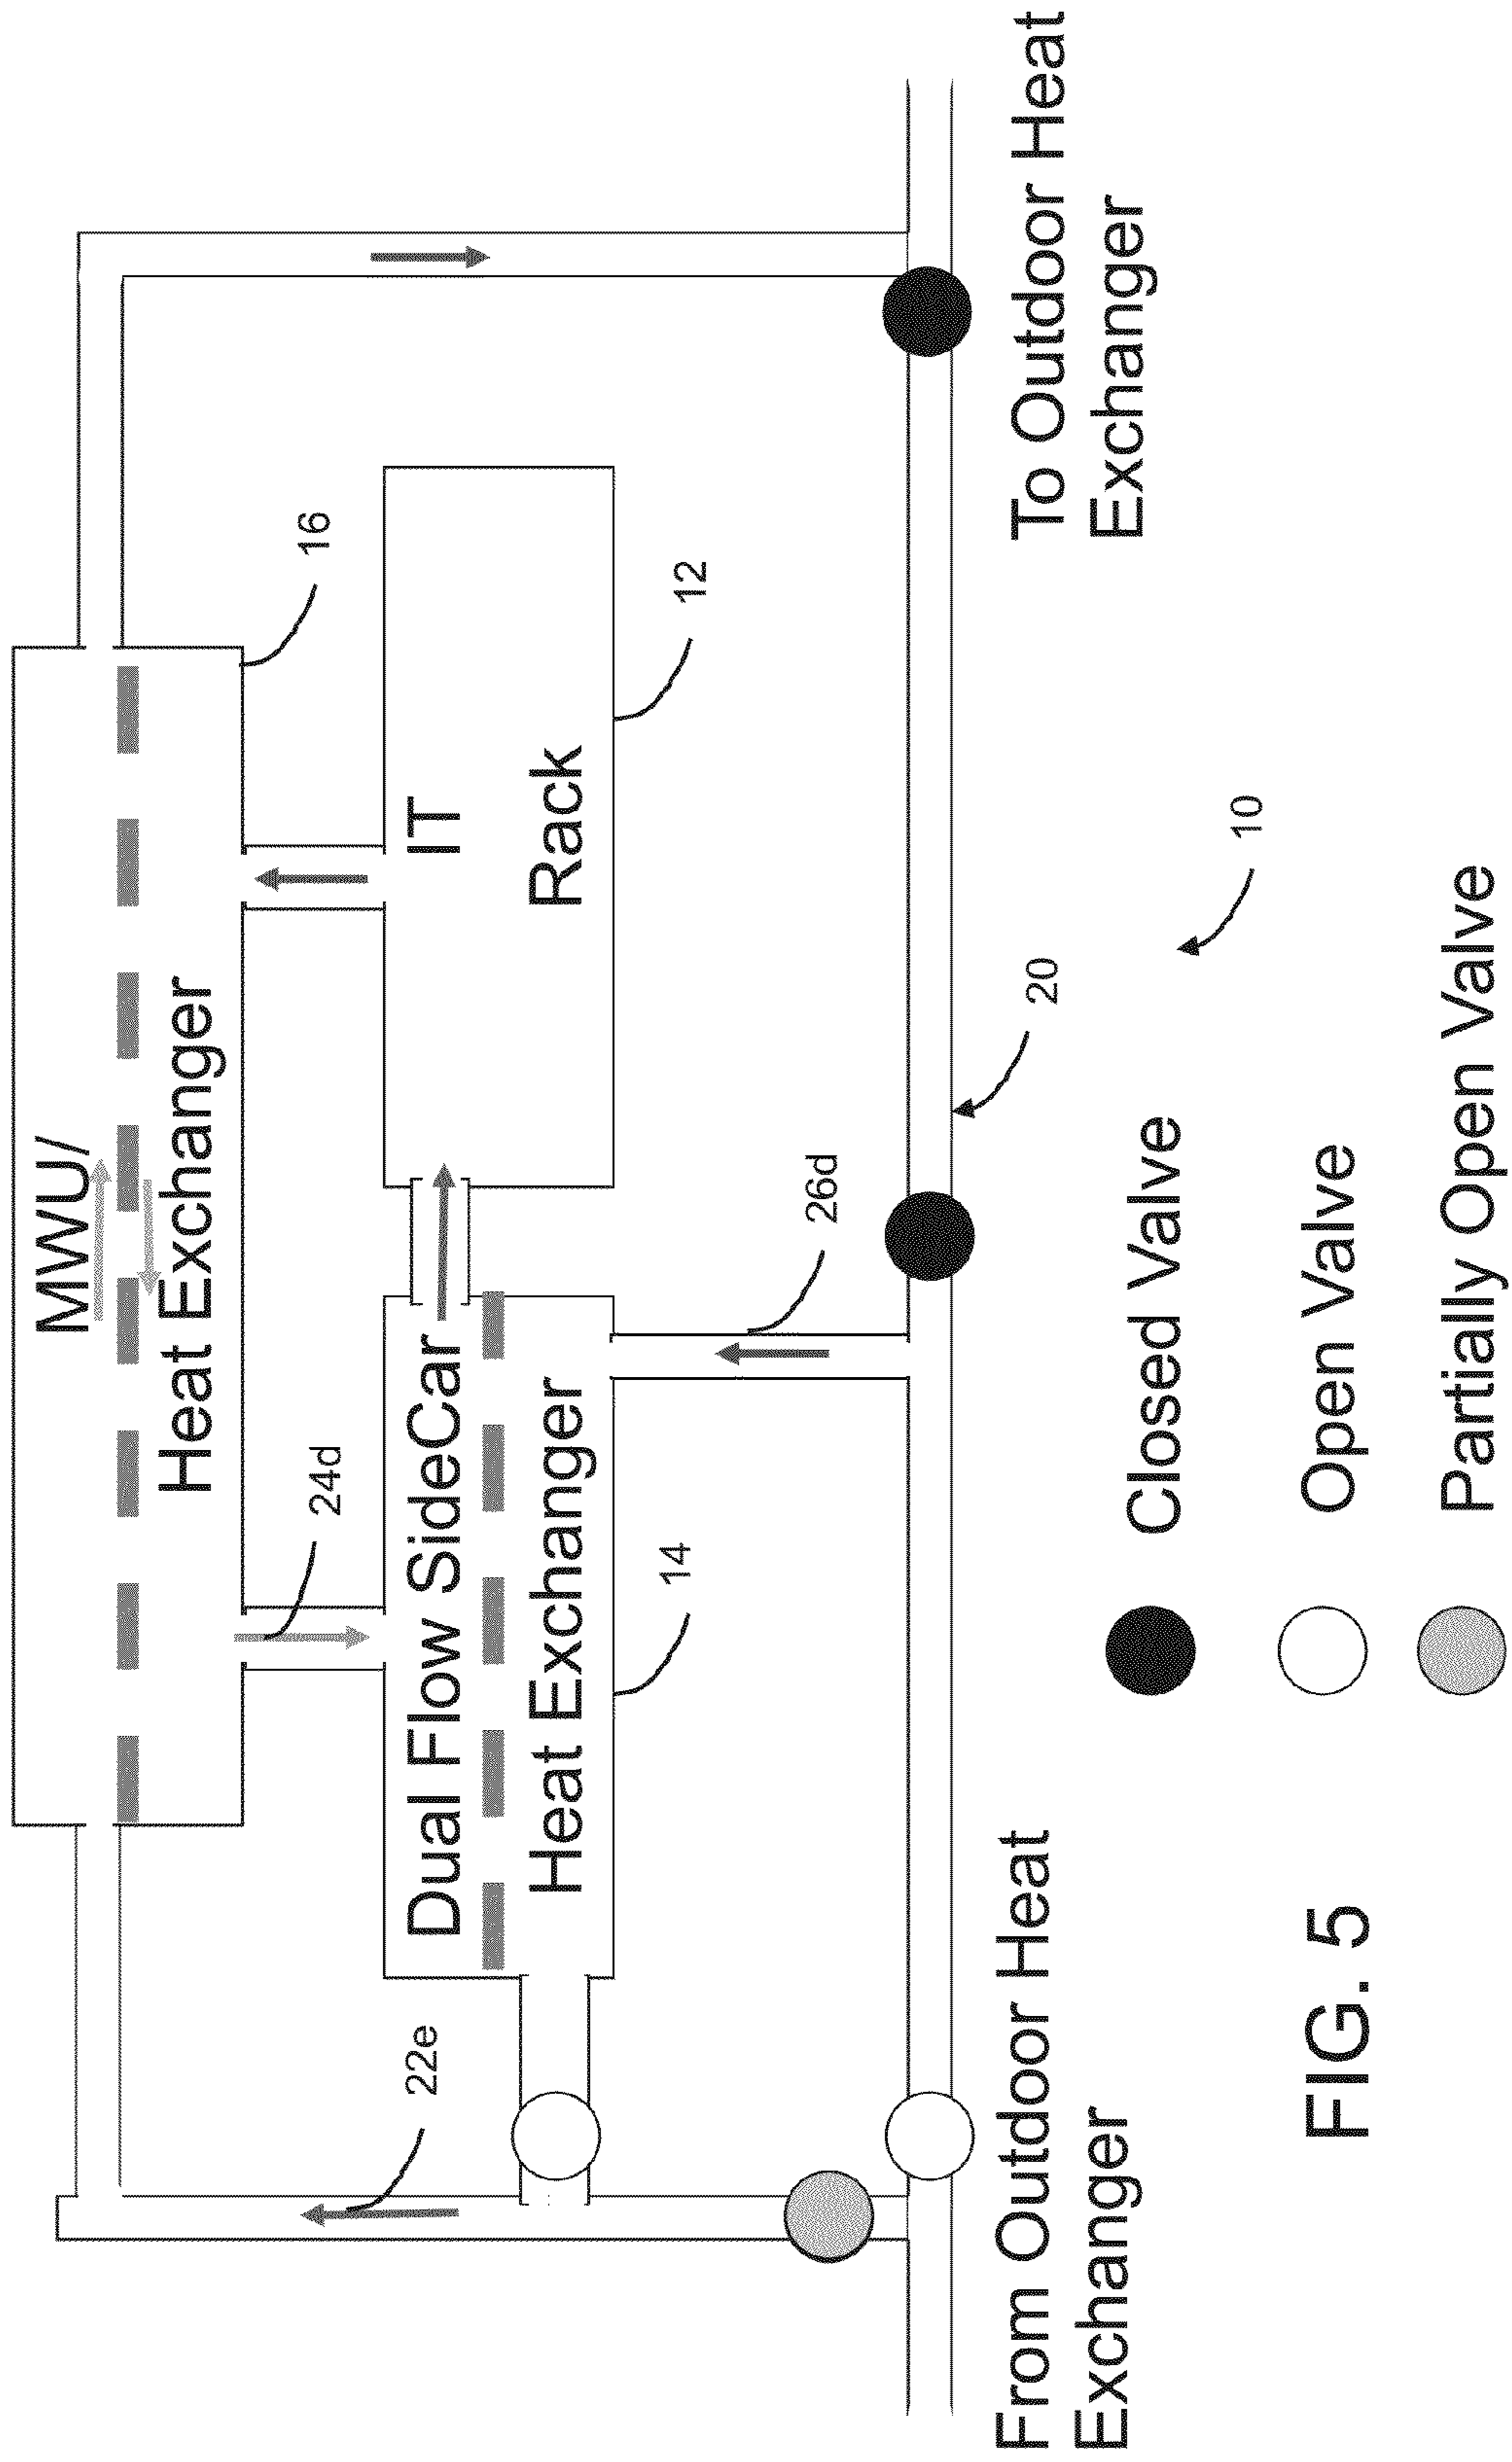 MWU/
Heat Exchanger
16
24d
22e
Dual Flow SideCar
Heat Exchanger
14
IT
Rack
12
26d
20
From Outdoor Heat
Exchanger
To Outdoor Heat
Exchanger
10
Closed Valve
Open Valve
Partially Open Valve
FIG. 5